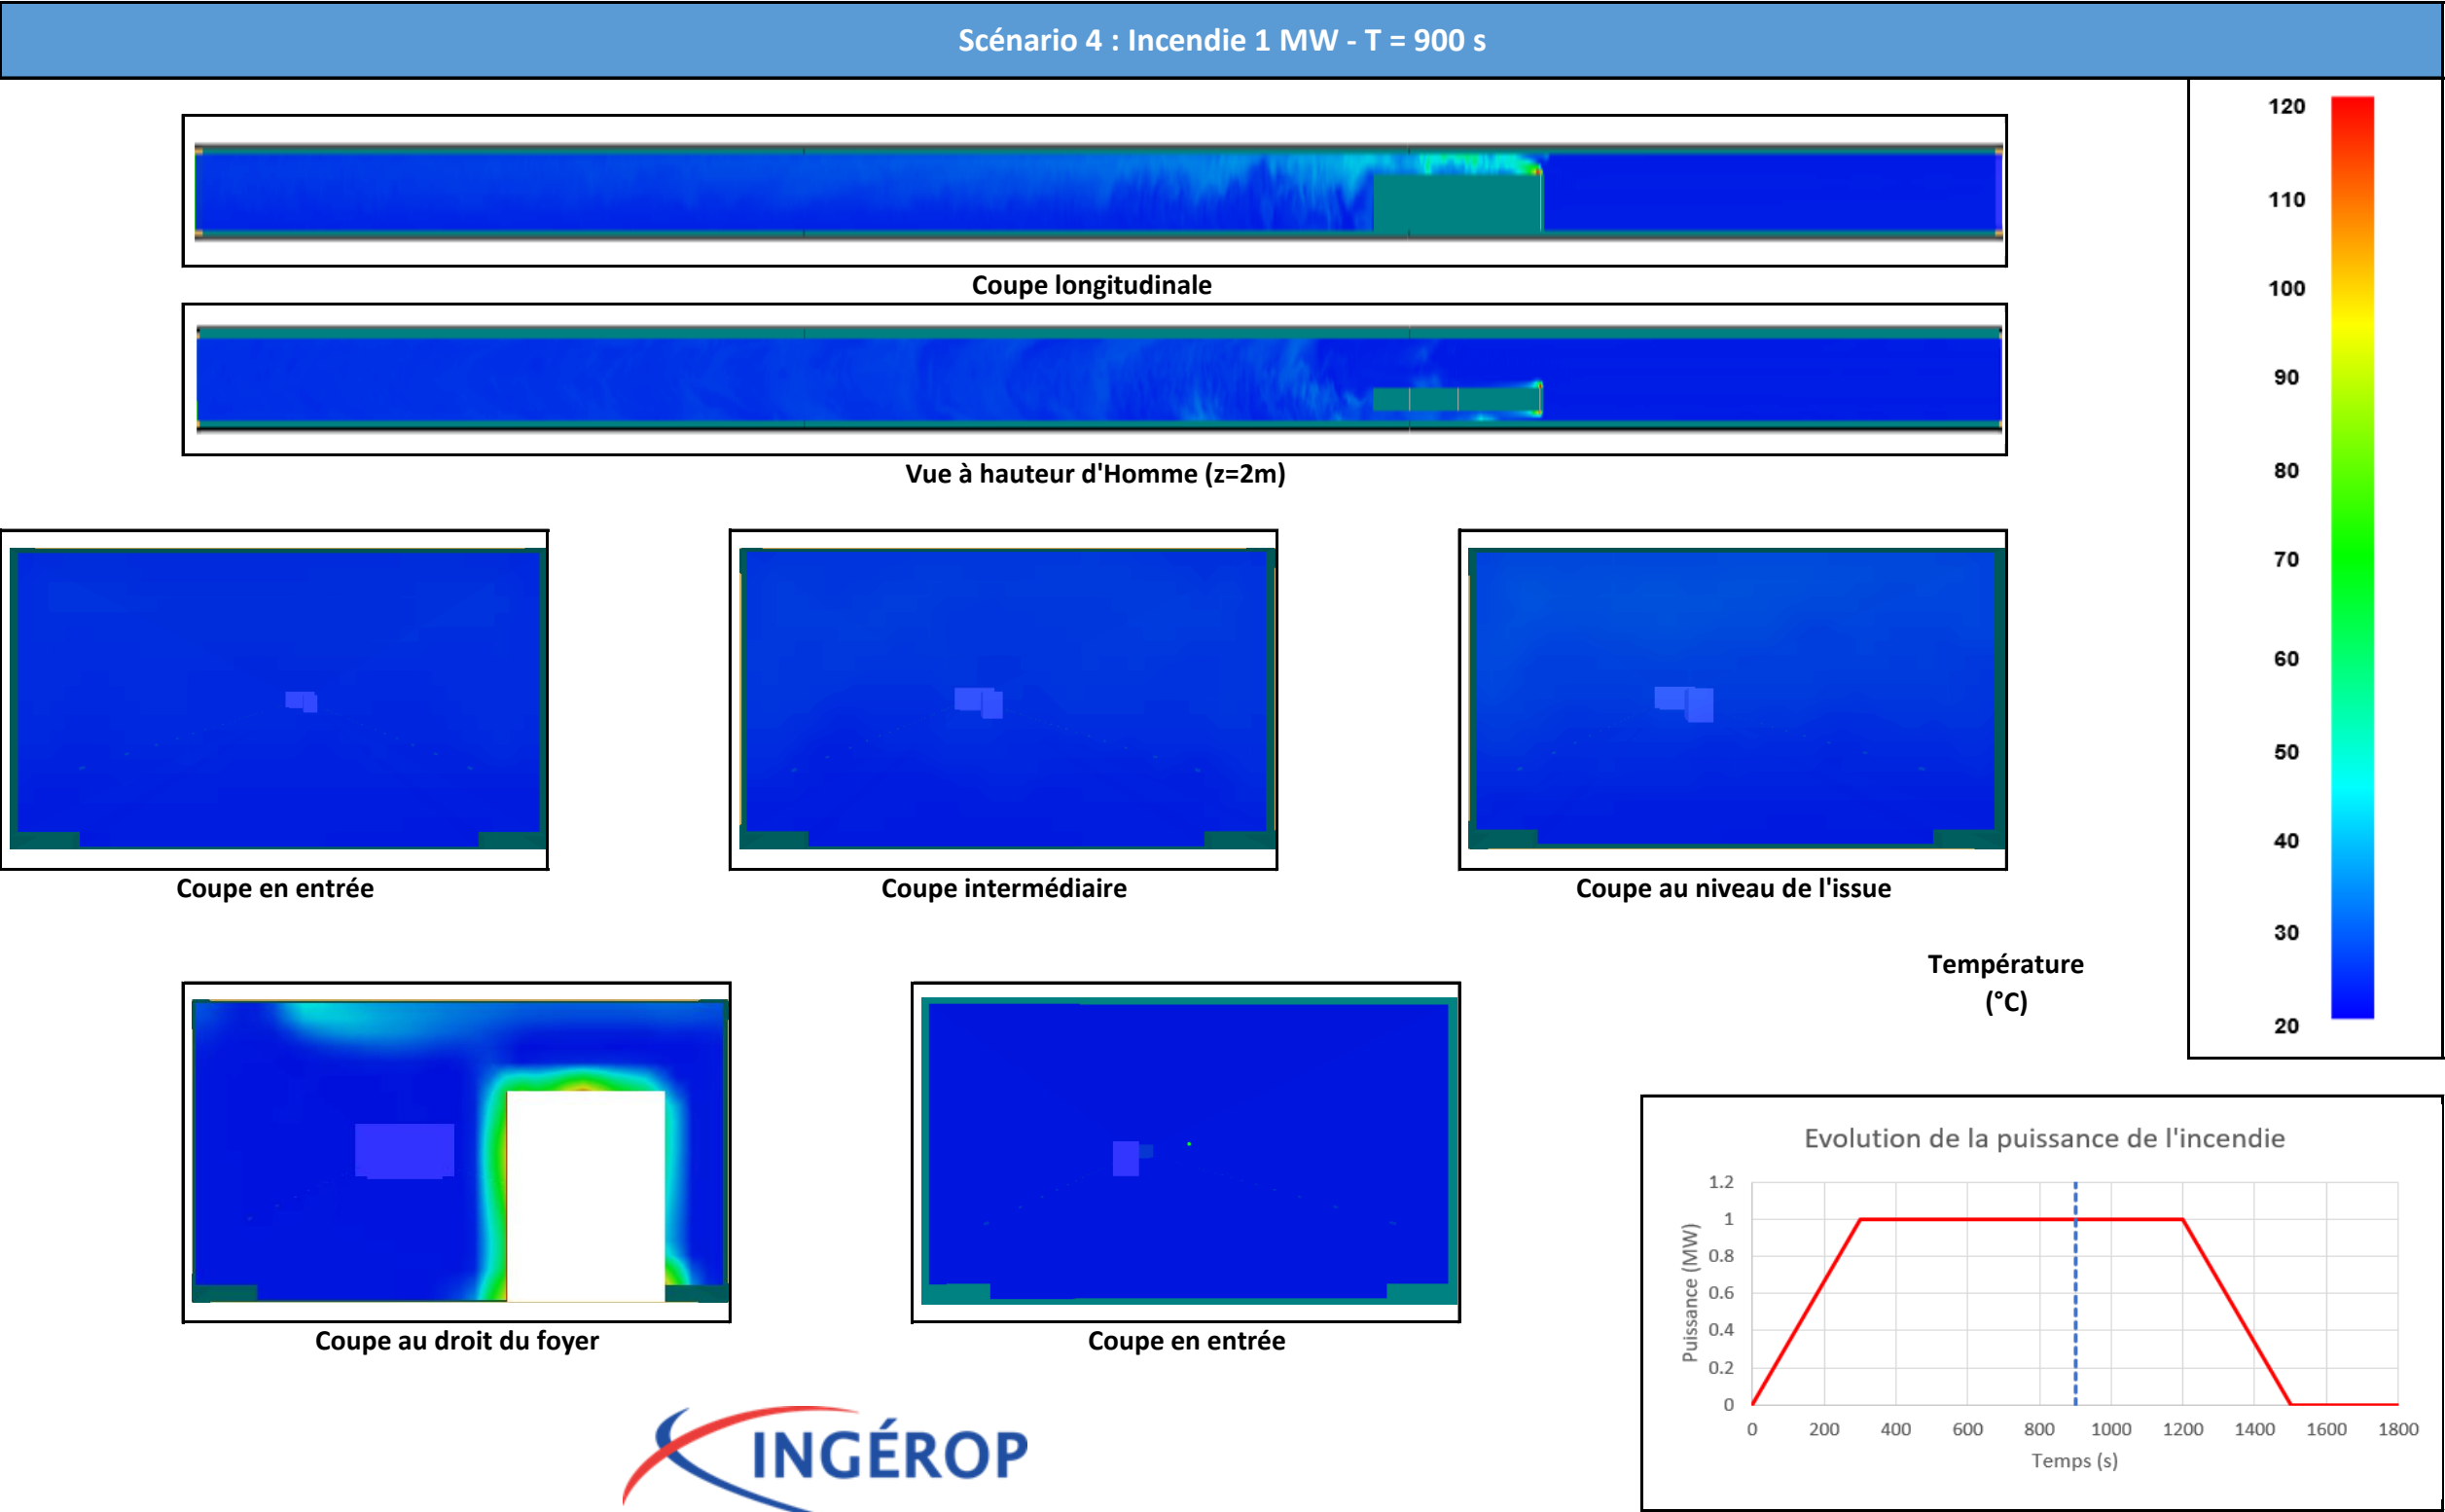 Scénario 4 : Incendie 1 MW - T = 900 s
Coupe longitudinale
Vue à hauteur d'Homme (z=2m)
Coupe en entrée
Coupe intermédiaire
Coupe au niveau de l'issue
Coupe au droit du foyer
Coupe en entrée
Température
(°C)
120
110
100
90
80
70
60
50
40
30
20
Evolution de la puissance de l'incendie
Puissance (MW)
1.2
1
0.8
0.6
0.4
0.2
0
0 200 400 600 800 1000 1200 1400 1600 1800
Temps (s)
INGÉROP